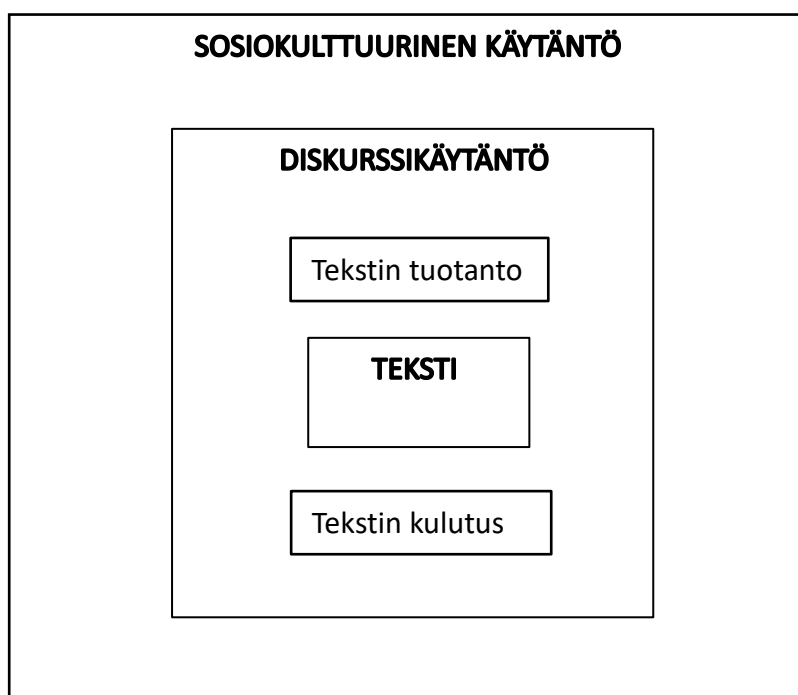 SOSIOKULTTUURINEN KÄYTÄNTÖ
DISKURSSIKÄYTÄNTÖ
Tekstin tuotanto
TEKSTI
Tekstin kulutus